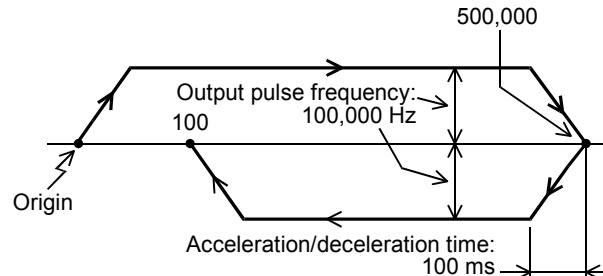 500,000
Output pulse frequency:
100,000 Hz
100
Origin
Acceleration/deceleration time:
100 ms